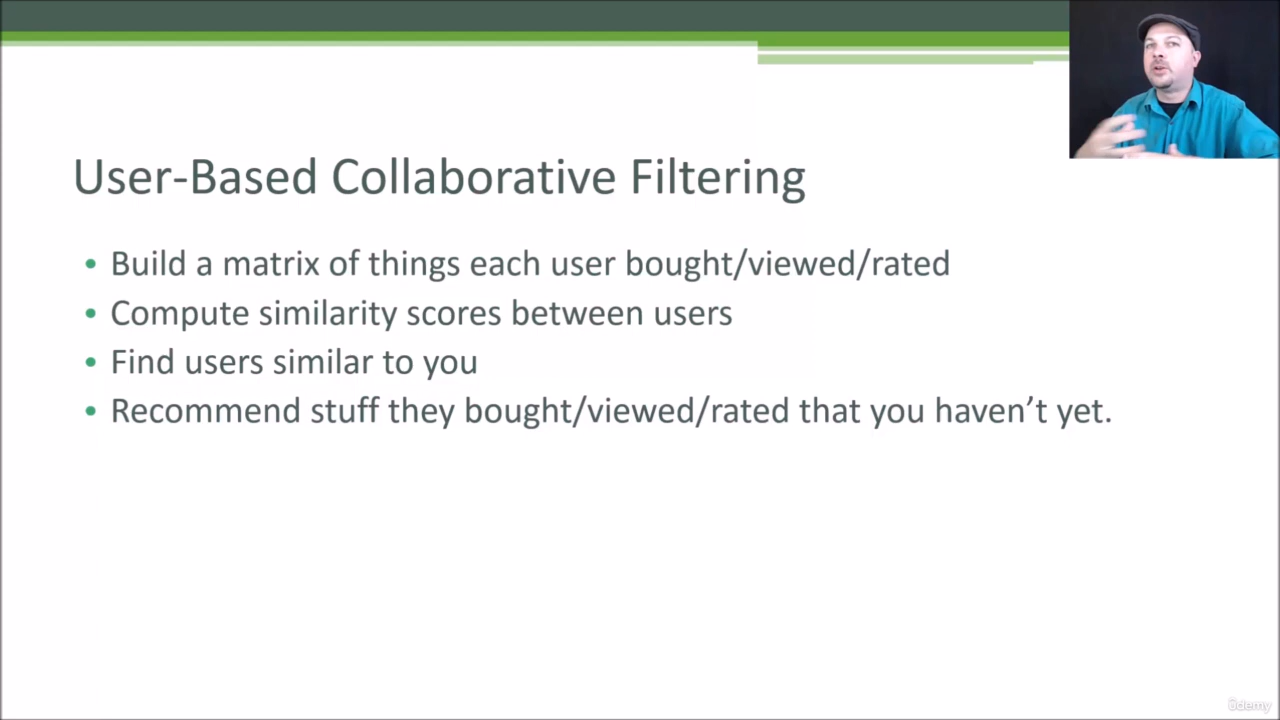 User-Based Collaborative Filtering
• Build a matrix of things each user bought/viewed/rated
• Compute similarity scores between users
• Find users similar to you
• Recommend stuff they bought/viewed/rated that you haven’t yet.
ûdemy